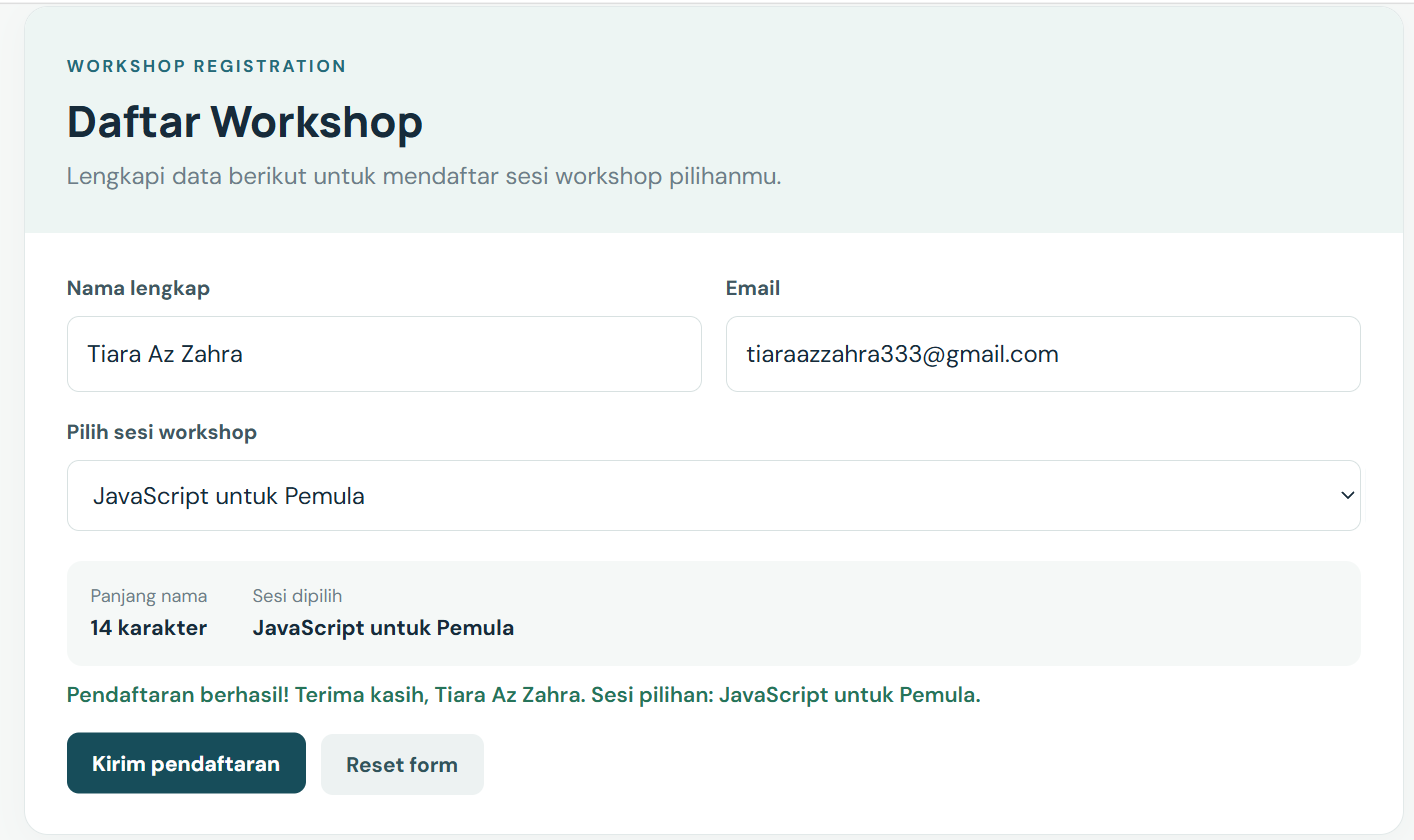 WORKSHOP REGISTRATION
Daftar Workshop
Lengkapi data berikut untuk mendaftar sesi workshop pilihanmu.
Nama lengkap
Tiara Az Zahra
Email
tiaraazzahra333@gmail.com
Pilih sesi workshop
JavaScript untuk Pemula
Panjang nama
14 karakter
Sesi dipilih
JavaScript untuk Pemula
Pendaftaran berhasil! Terima kasih, Tiara Az Zahra. Sesi pilihan: JavaScript untuk Pemula.
Kirim pendaftaran
Reset form